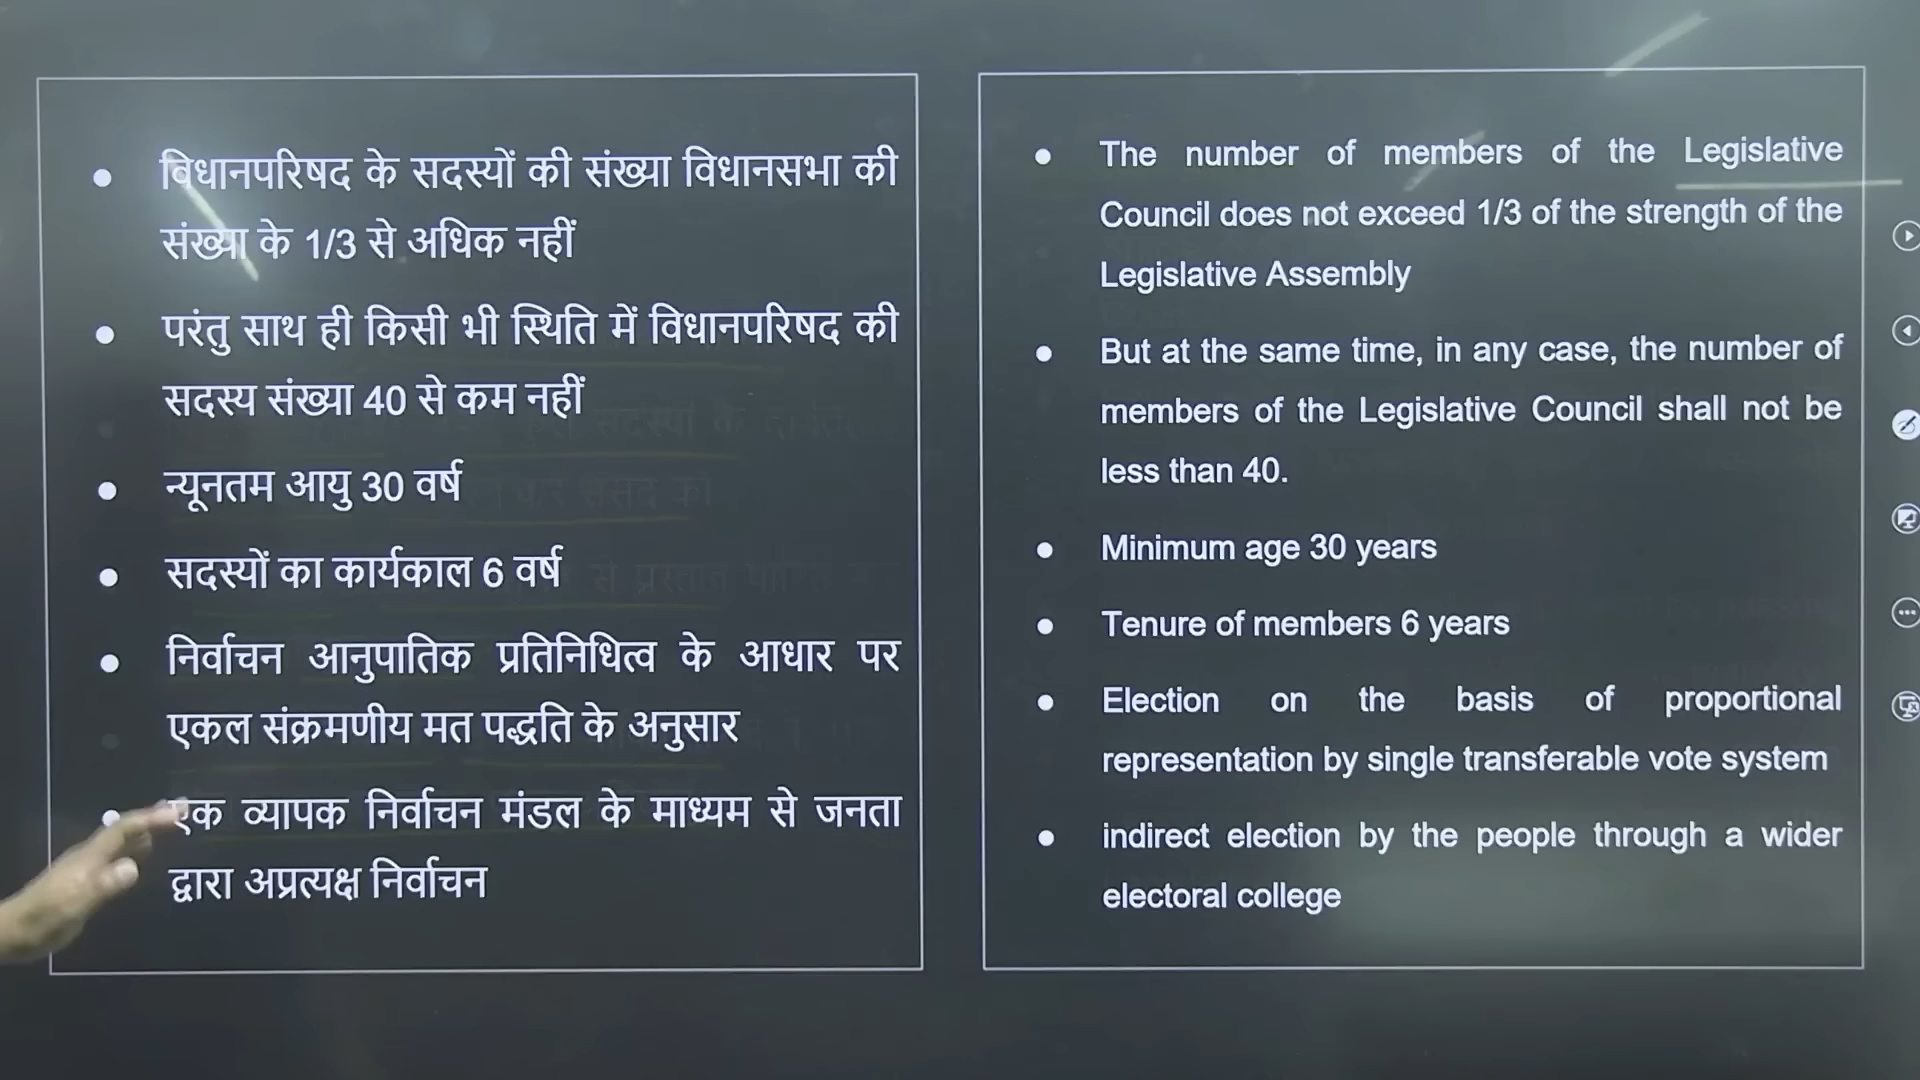 विधानपरिषद के सदस्यों की संख्या विधानसभा की
संख्या के 1/3 से अधिक नहीं
परंतु साथ ही किसी भी स्थिति में विधानपरिषद की
सदस्य संख्या 40 से कम नहीं
न्यूनतम आयु 30 वर्ष
सदस्यों का कार्यकाल 6 वर्ष
निर्वाचन आनुपातिक प्रतिनिधित्व के आधार पर
एकल संक्रमणीय मत पद्धति के अनुसार
एक व्यापक निर्वाचन मंडल के माध्यम से जनता
द्वारा अप्रत्यक्ष निर्वाचन
The number of members of the Legislative
Council does not exceed 1/3 of the strength of the
Legislative Assembly
But at the same time, in any case, the number of
members of the Legislative Council shall not be
less than 40.
Minimum age 30 years
Tenure of members 6 years
Election on the basis of proportional
representation by single transferable vote system
indirect election by the people through a wider
electoral college